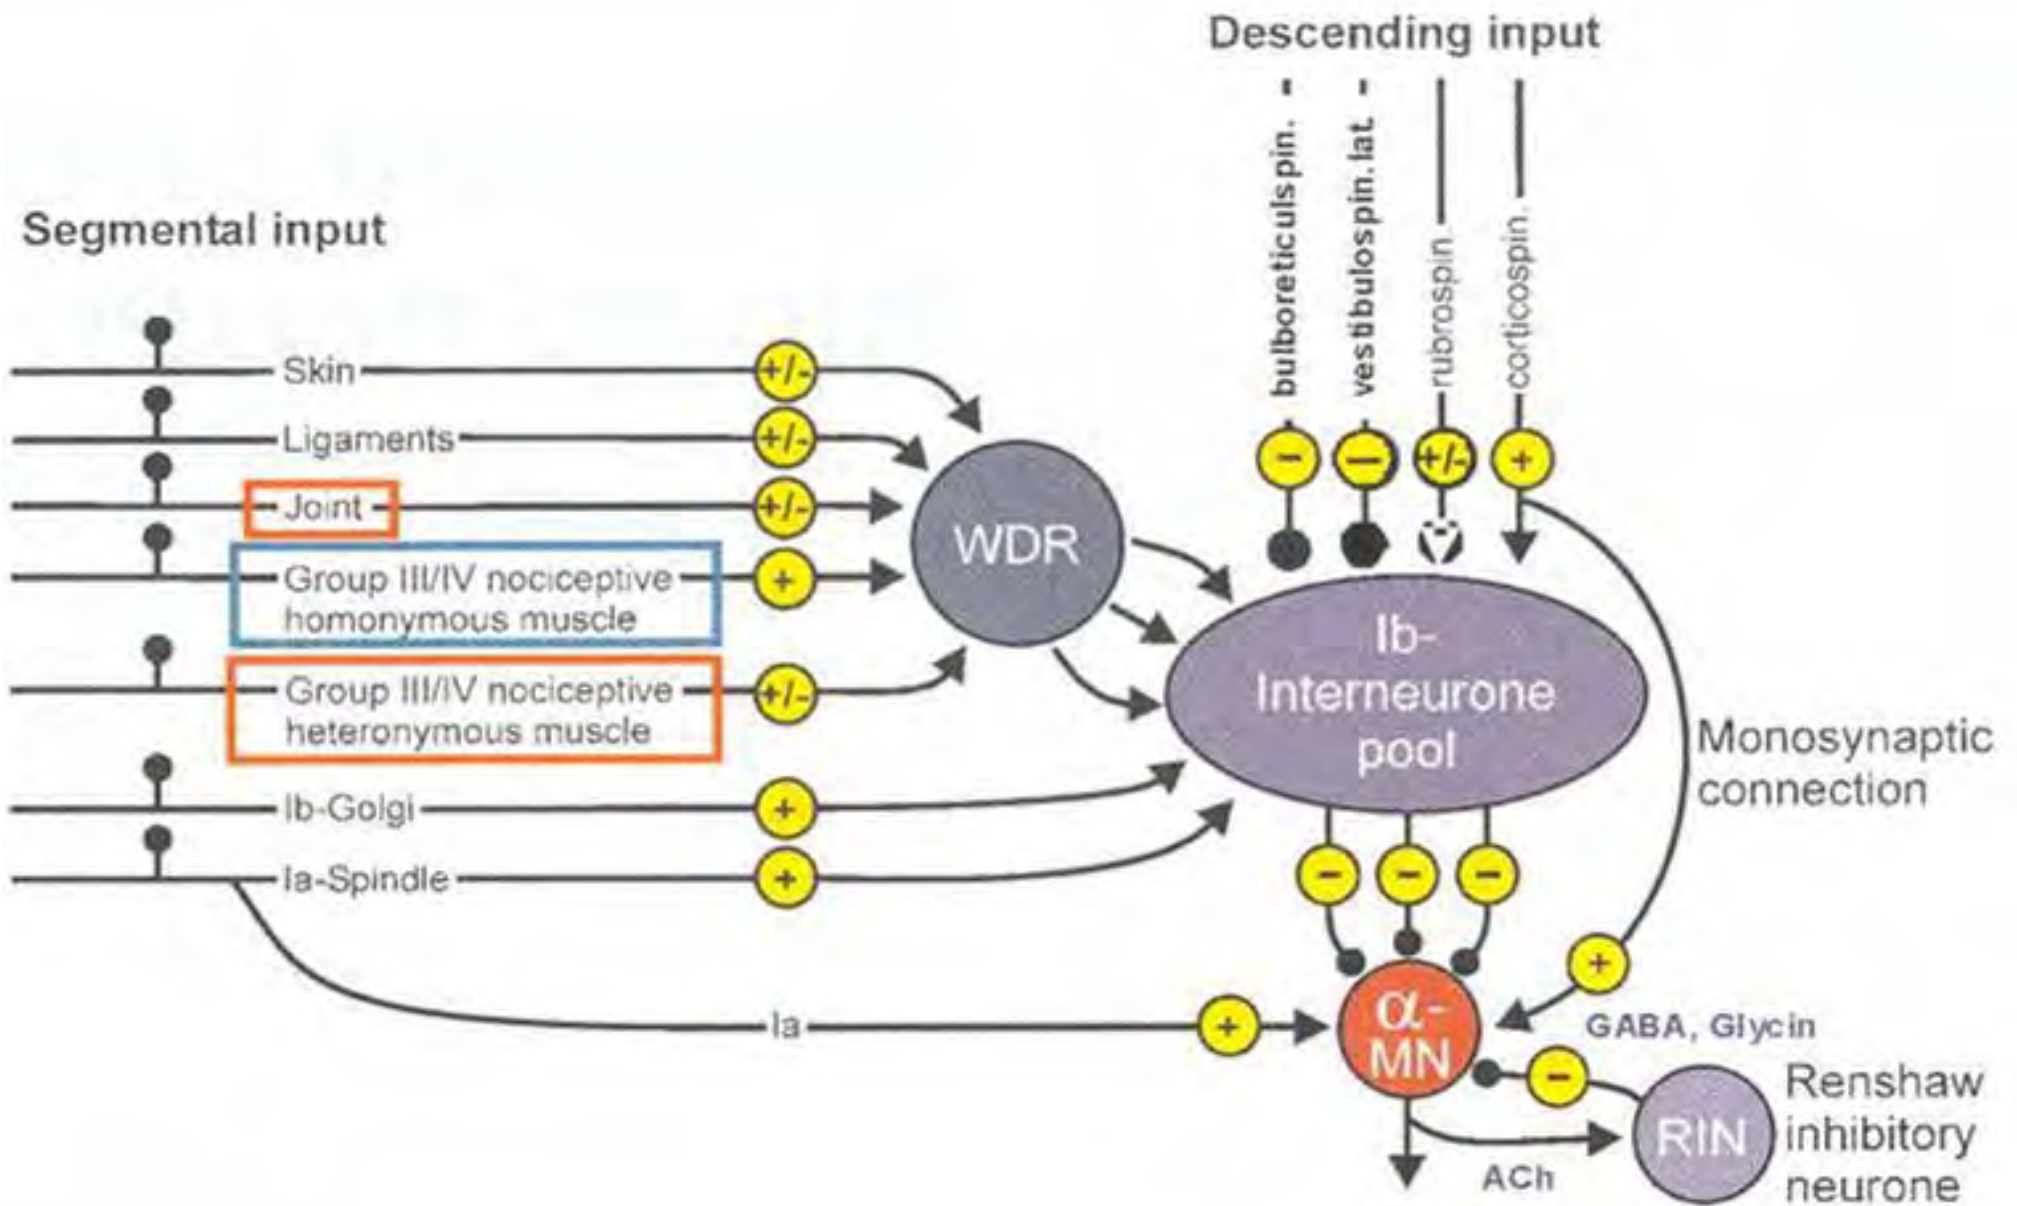 Descending input
bulboreticulspin.
vestibulospin. lat.
rubrospin.
corticospin.
Segmental input
Skin
+/-
Ligaments
+/-
Joint
+/-
Group III/IV nociceptive
homonymous muscle
+
Group III/IV nociceptive
heteronymous muscle
+/-
Ib-Golgi
+
Ia-Spindle
+
Ia
+
WDR
-
-
+/-
+
Ib-
Interneurone
pool
Monosynaptic
connection
-
-
-
+
α-
MN
GABA, Glycin
-
RIN
Renshaw
inhibitory
neurone
ACh